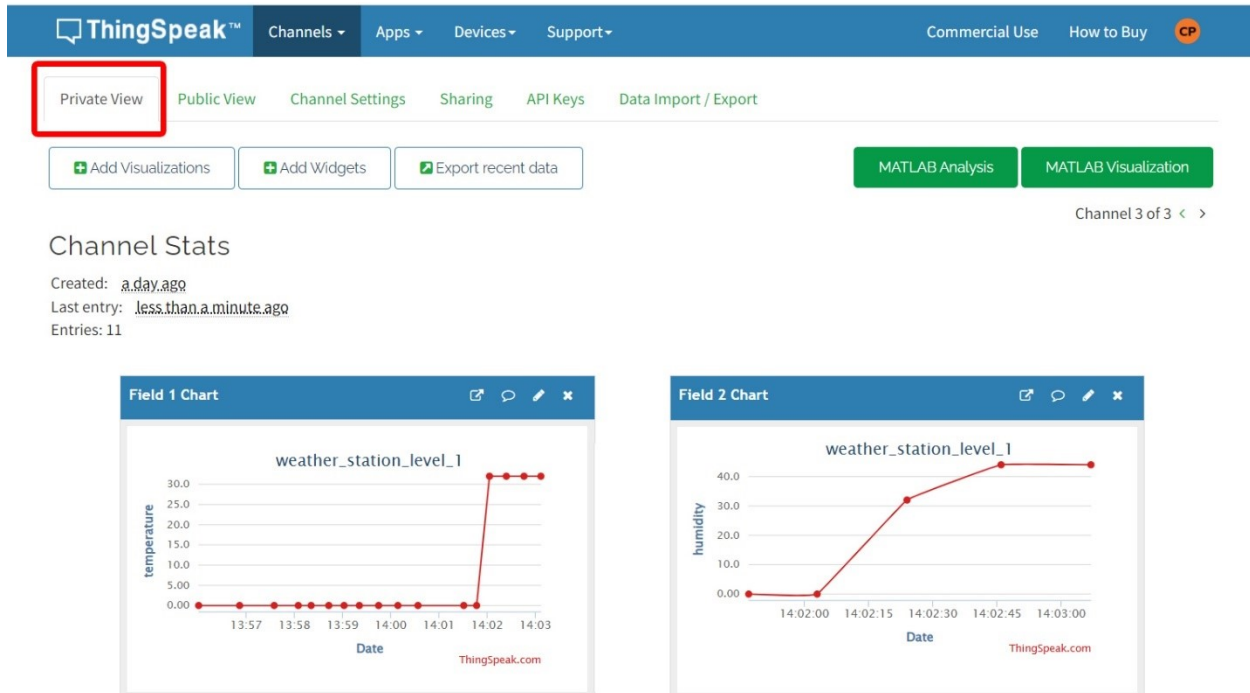 ThingSpeak™ Channels Apps Devices Support Commercial Use How to Buy CP
Private View Public View Channel Settings Sharing API Keys Data Import / Export
Add Visualizations Add Widgets Export recent data MATLAB Analysis MATLAB Visualization
Channel 3 of 3 < >
Channel Stats
Created: a day ago
Last entry: less than a minute ago
Entries: 11
Field 1 Chart
weather_station_level_1
temperature
30.0
25.0
20.0
15.0
10.0
5.00
0.00
13:57 13:58 13:59 14:00 14:01 14:02 14:03
Date
ThingSpeak.com
Field 2 Chart
weather_station_level_1
humidity
40.0
30.0
20.0
10.0
0.00
14:02:00 14:02:15 14:02:30 14:02:45 14:03:00
Date
ThingSpeak.com